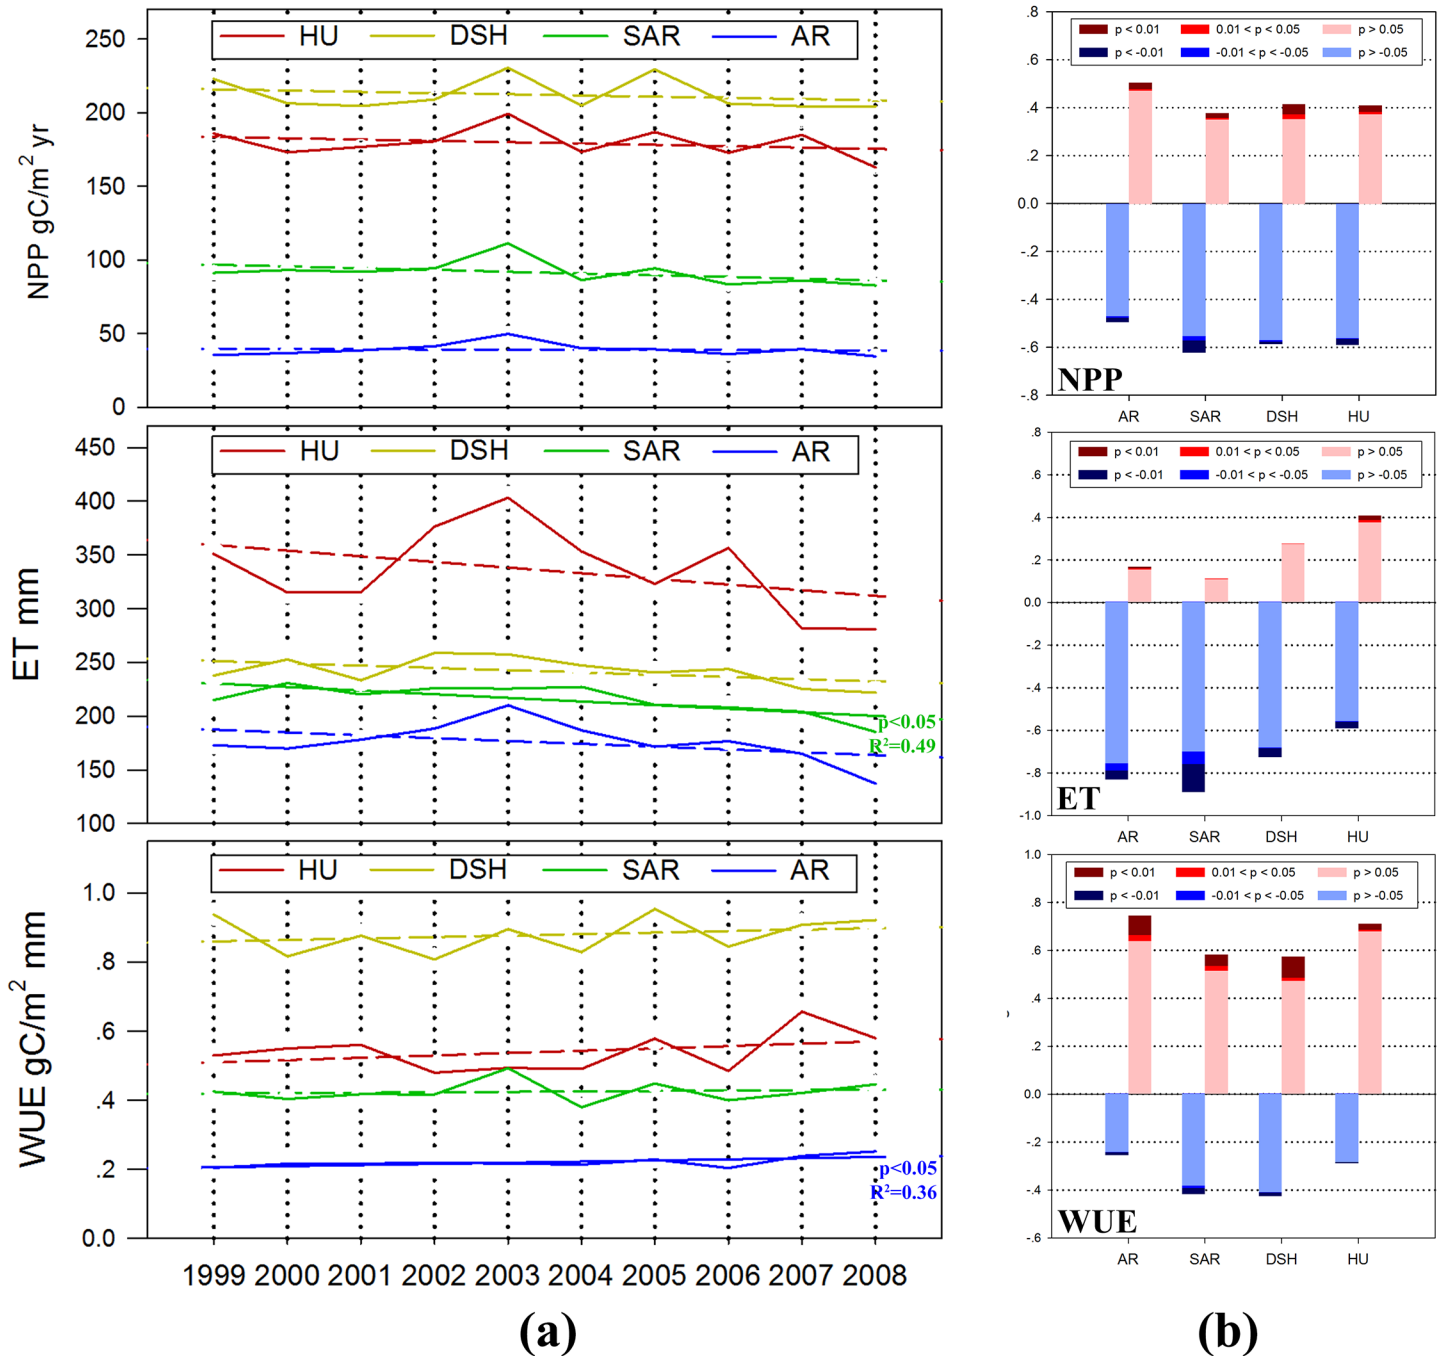 HU DSH SAR AR
250
200
150
100
50
0
NPP gC/m² yr
HU DSH SAR AR
450
400
350
300
250
200
150
100
ET mm
p<0.05
R²=0.49
HU DSH SAR AR
1.0
.8
.6
.4
.2
0.0
WUE gC/m² mm
p<0.05
R²=0.36
1999 2000 2001 2002 2003 2004 2005 2006 2007 2008
(a)
p < 0.01 0.01 < p < 0.05 p > 0.05
p < -0.01 -0.01 < p < -0.05 p > -0.05
.8
.6
.4
.2
0.0
-.2
-.4
-.6
-.8
NPP
AR SAR DSH HU
p < 0.01 0.01 < p < 0.05 p > 0.05
p < -0.01 -0.01 < p < -0.05 p > -0.05
.8
.6
.4
.2
0.0
-.2
-.4
-.6
-.8
-1.0
ET
AR SAR DSH HU
p < 0.01 0.01 < p < 0.05 p > 0.05
p < -0.01 -0.01 < p < -0.05 p > -0.05
1.0
.8
.6
.4
.2
0.0
-.2
-.4
-.6
WUE
AR SAR DSH HU
(b)